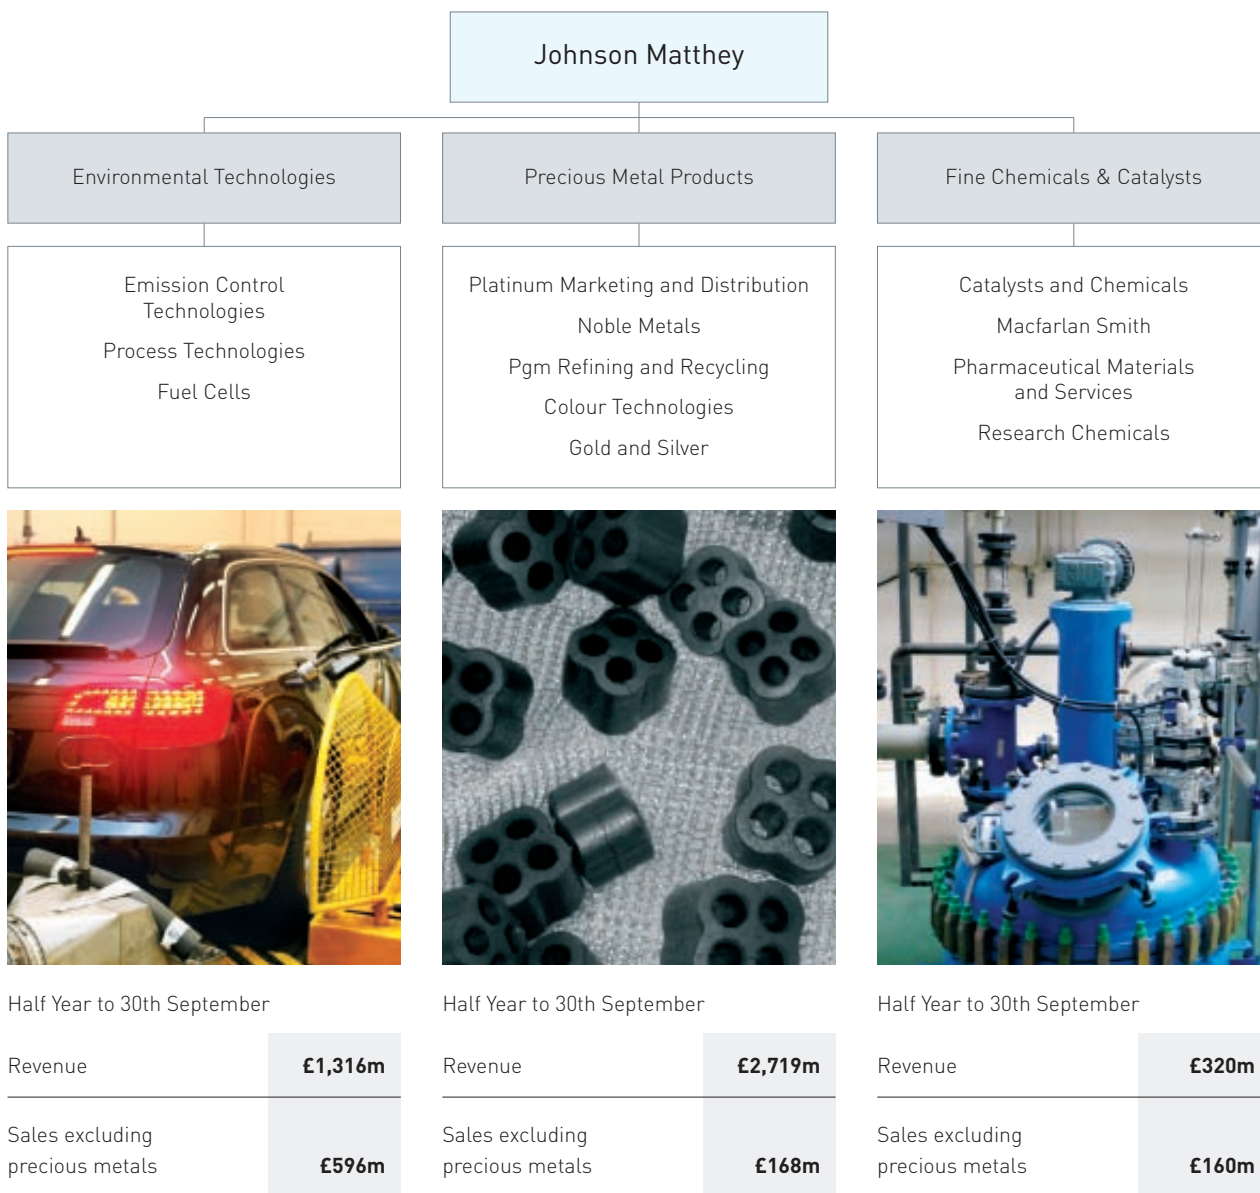 Johnson Matthey
Environmental Technologies
Emission Control
Technologies
Process Technologies
Fuel Cells
Precious Metal Products
Platinum Marketing and Distribution
Noble Metals
Pgm Refining and Recycling
Colour Technologies
Gold and Silver
Fine Chemicals & Catalysts
Catalysts and Chemicals
Macfarlan Smith
Pharmaceutical Materials
and Services
Research Chemicals
Half Year to 30th September
Revenue £1,316m
Sales excluding
precious metals £596m
Half Year to 30th September
Revenue £2,719m
Sales excluding
precious metals £168m
Half Year to 30th September
Revenue £320m
Sales excluding
precious metals £160m